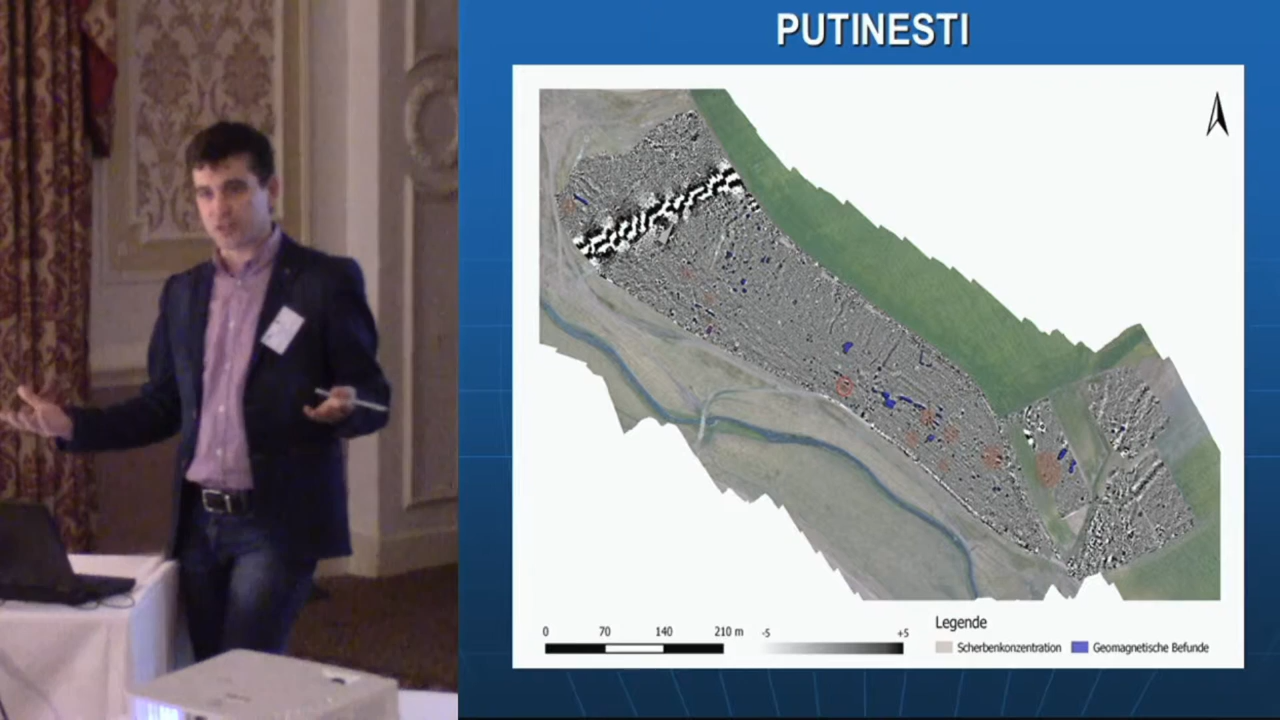 PUTINESTI
0 70 140 210 m
-5 +5
Legende
Scherbenkonzentration
Geomagnetische Befunde